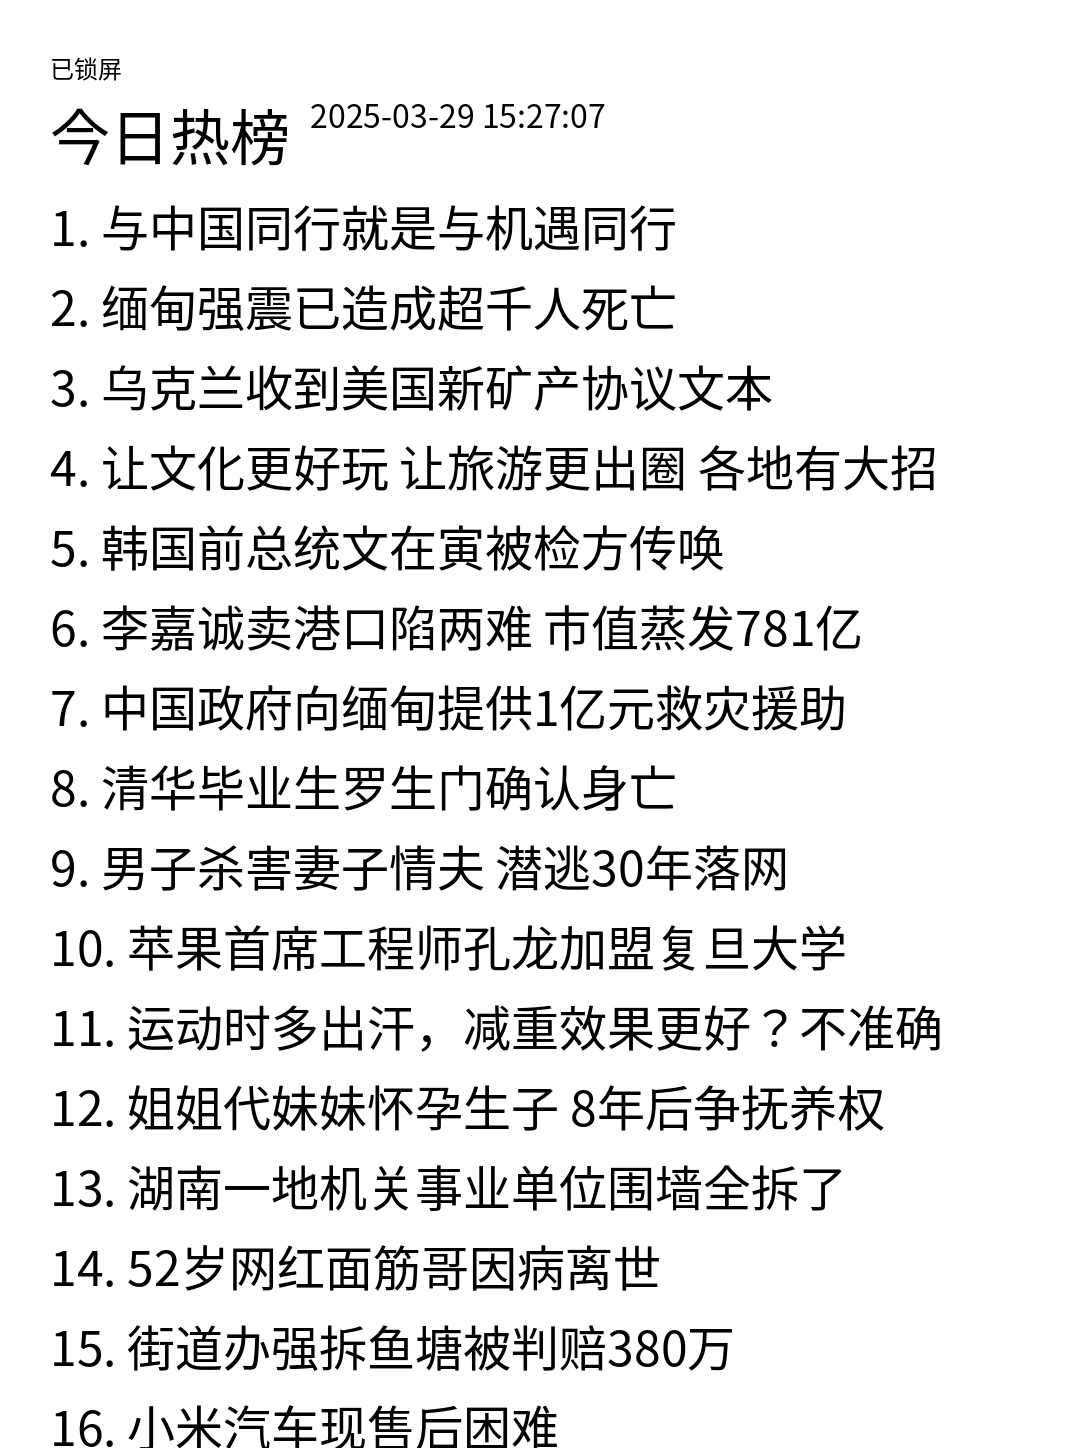 已锁屏
今日热榜 2025-03-29 15:27:07
1. 与中国同行就是与机遇同行
2. 缅甸强震已造成超千人死亡
3. 乌克兰收到美国新矿产协议文本
4. 让文化更好玩 让旅游更出圈 各地有大招
5. 韩国前总统文在寅被检方传唤
6. 李嘉诚卖港口陷两难 市值蒸发781亿
7. 中国政府向缅甸提供1亿元救灾援助
8. 清华毕业生罗生门确认身亡
9. 男子杀害妻子情夫 潜逃30年落网
10. 苹果首席工程师孔龙加盟复旦大学
11. 运动时多出汗，减重效果更好？不准确
12. 姐姐代妹妹怀孕生子 8年后争抚养权
13. 湖南一地机关事业单位围墙全拆了
14. 52岁网红面筋哥因病离世
15. 街道办强拆鱼塘被判赔380万
16. 小米汽车现售后困难